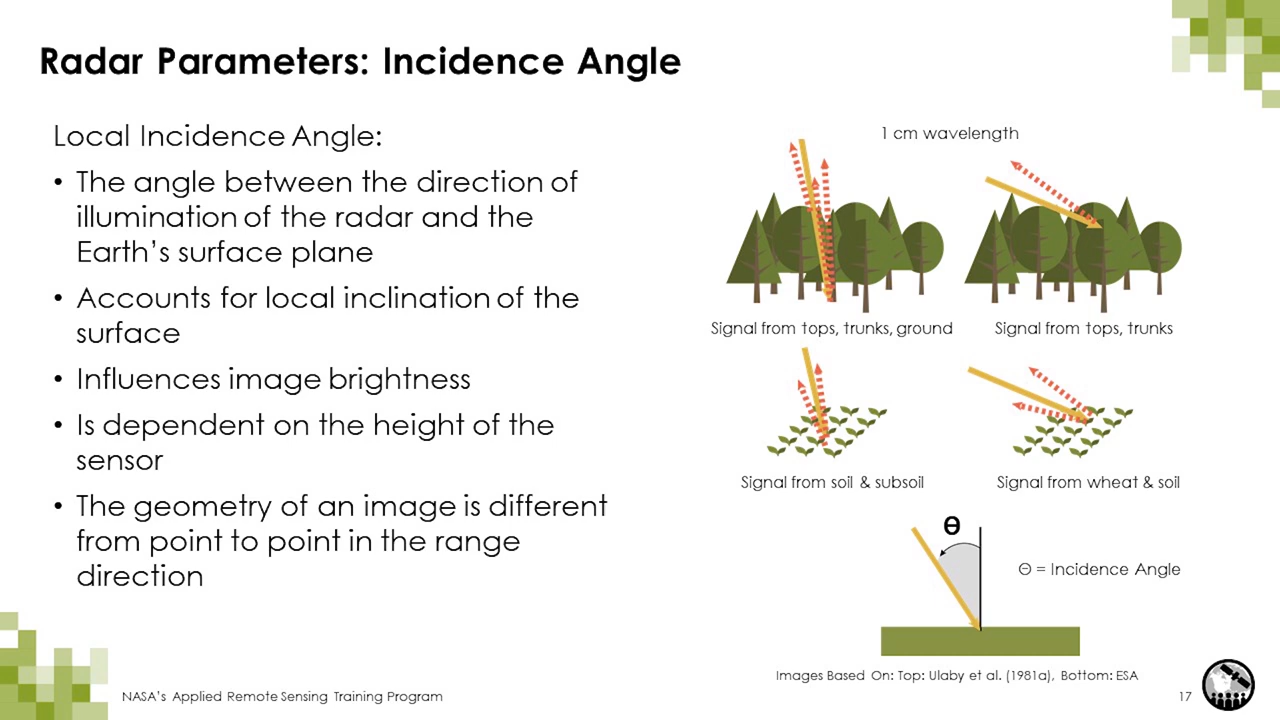 Radar Parameters: Incidence Angle
Local Incidence Angle:
• The angle between the direction of
illumination of the radar and the
Earth's surface plane
• Accounts for local inclination of the
surface
• Influences image brightness
• Is dependent on the height of the
sensor
• The geometry of an image is different
from point to point in the range
direction
1 cm wavelength
Signal from tops, trunks, ground
Signal from tops, trunks
Signal from soil & subsoil
Signal from wheat & soil
Θ
Θ = Incidence Angle
Images Based On: Top: Ulaby et al. (1981a), Bottom: ESA
NASA's Applied Remote Sensing Training Program
17